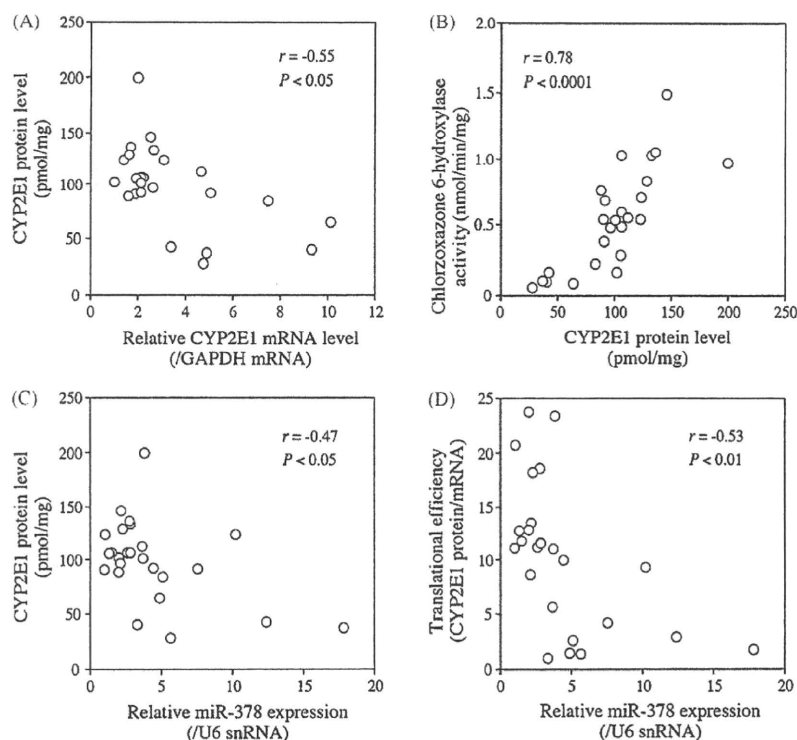 (A)
r = -0.55
P < 0.05
CYP2E1 protein level
(pmol/mg)
250
200
150
100
50
0
0
2
4
6
8
10
12
Relative CYP2E1 mRNA level
(/GAPDH mRNA)
(B)
r = 0.78
P < 0.0001
Chlorzoxazone 6-hydroxylase
activity (nmol/min/mg)
2.0
1.5
1.0
0.5
0
0
50
100
150
200
250
CYP2E1 protein level
(pmol/mg)
(C)
r = -0.47
P < 0.05
CYP2E1 protein level
(pmol/mg)
250
200
150
100
50
0
0
5
10
15
20
Relative miR-378 expression
(/U6 snRNA)
(D)
r = -0.53
P < 0.01
Translational efficiency
(CYP2E1 protein/mRNA)
25
20
15
10
5
0
0
5
10
15
20
Relative miR-378 expression
(/U6 snRNA)